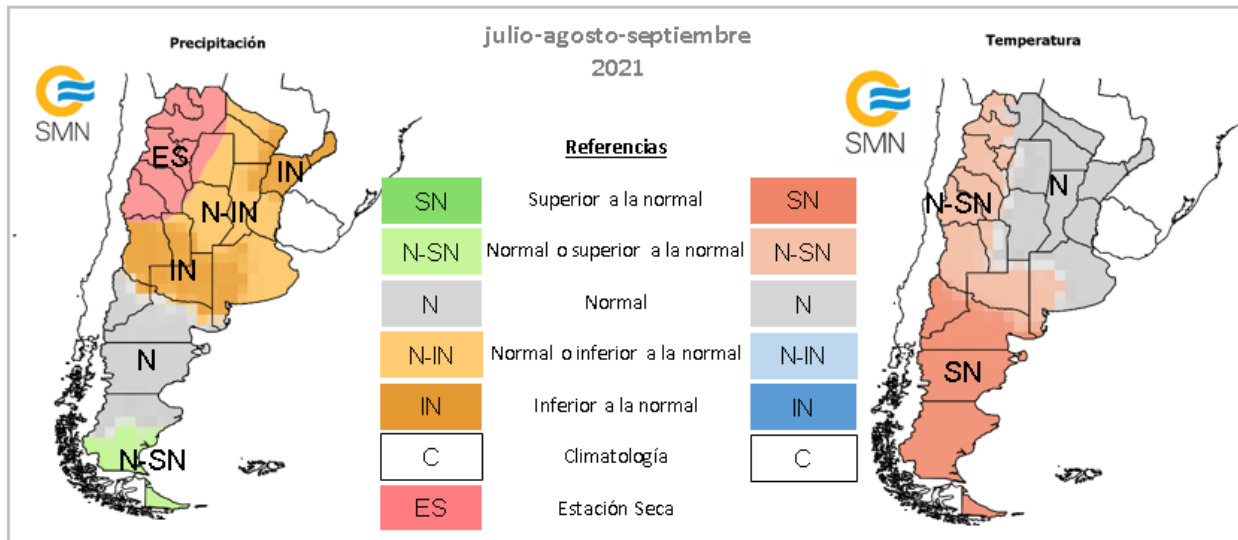 Precipitación
julio-agosto-septiembre
2021
Temperatura
SMN
SMN
Referencias
SN Superior a la normal SN
N-SN Normal o superior a la normal N-SN
N Normal N
N-IN Normal o inferior a la normal N-IN
IN Inferior a la normal IN
C Climatología C
ES Estación Seca
ES
IN
N-IN
IN
N
N-SN
N
N-SN
SN